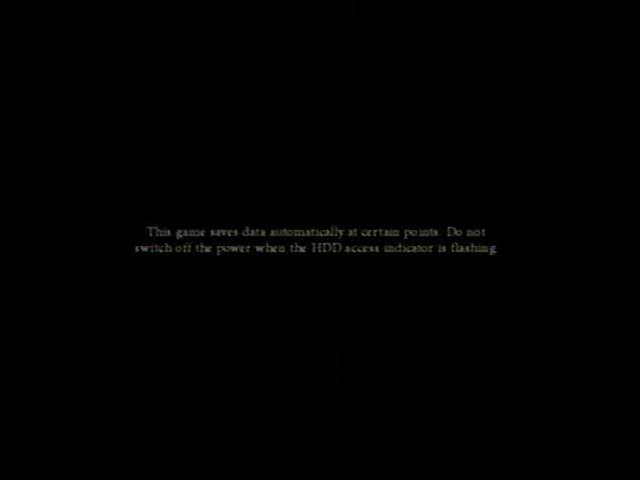 This game saves data automatically at certain points. Do not
switch off the power when the HDD access indicator is flashing.